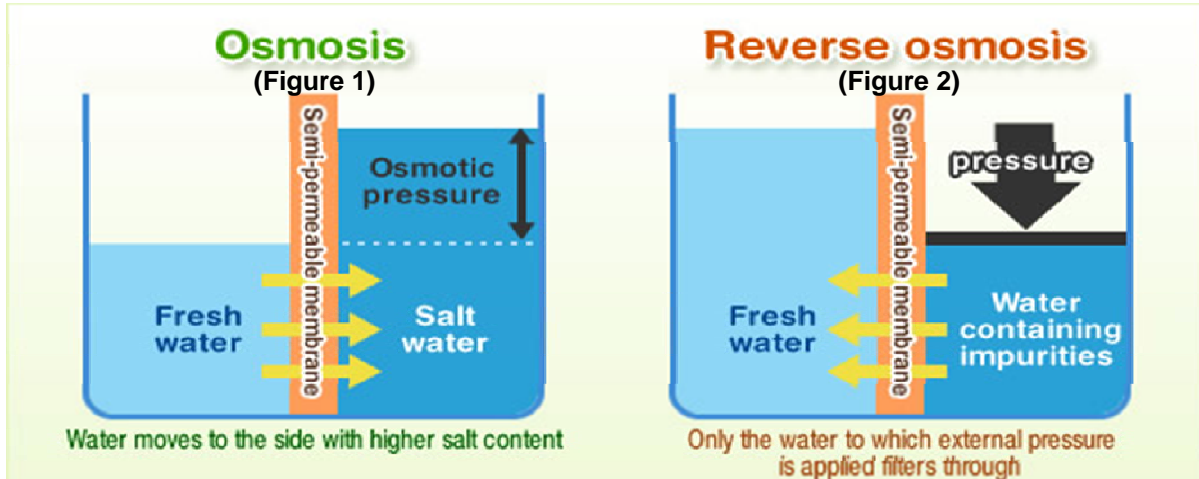 Osmosis
(Figure 1)
Semi-permeable membrane
Osmotic
pressure
Fresh
water
Salt
water
Water moves to the side with higher salt content
Reverse osmosis
(Figure 2)
Semi-permeable membrane
pressure
Fresh
water
Water
containing
impurities
Only the water to which external pressure
is applied filters through